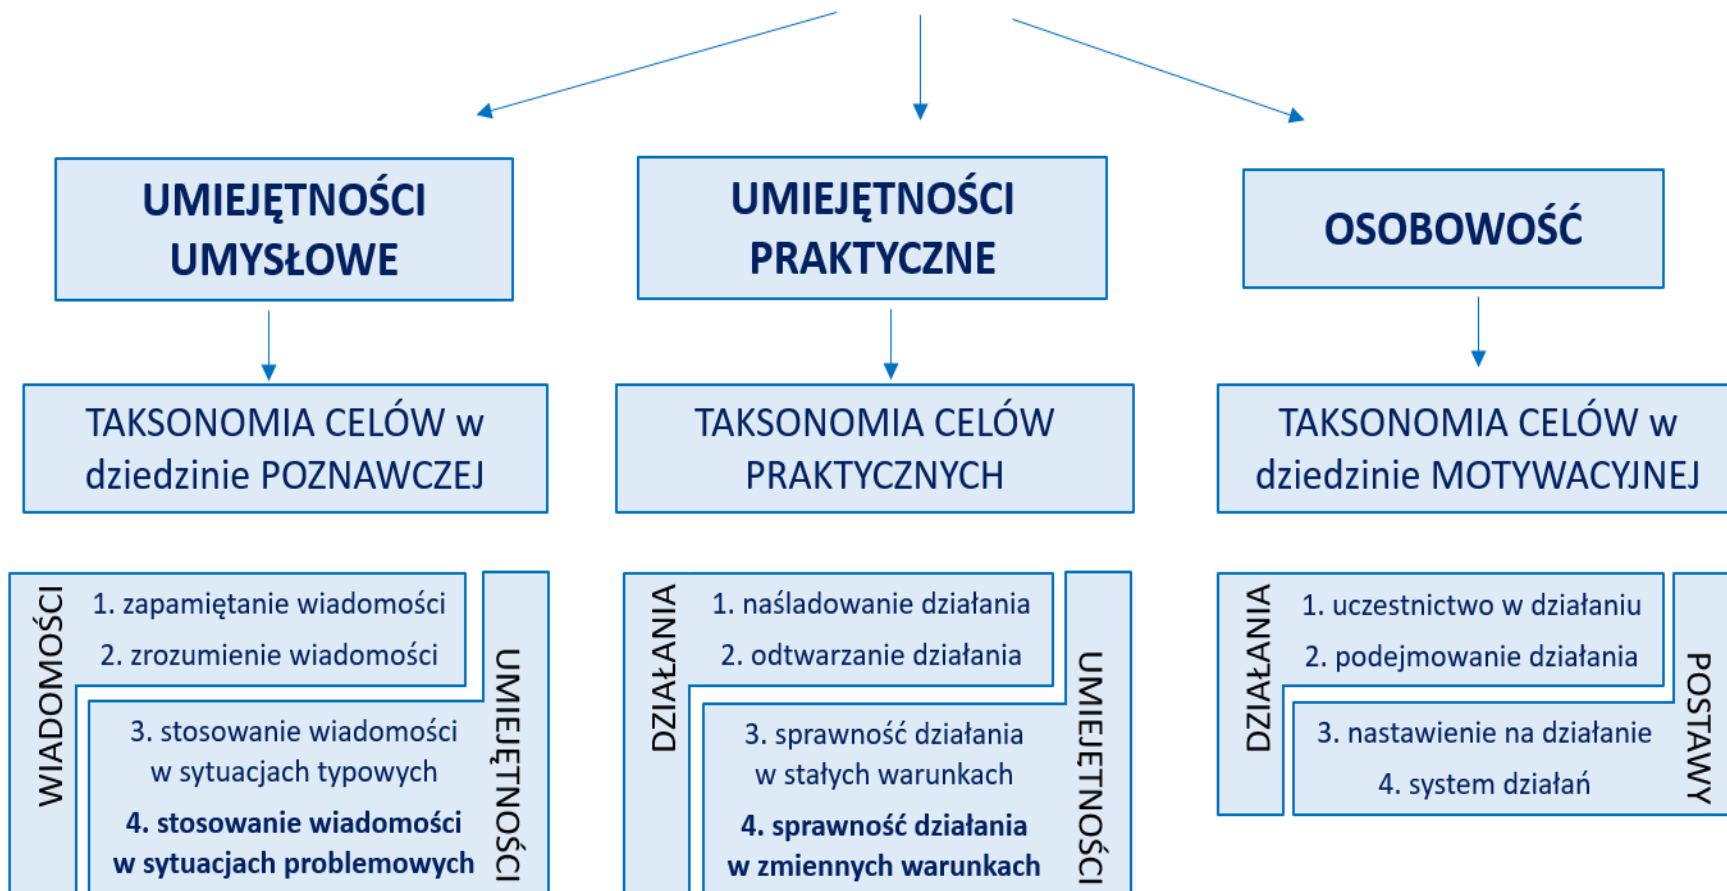 UMIEJĘTNOŚCI
UMYSŁOWE
TAKSONOMIA CELÓW w
dziedzinie POZNAWCZEJ
WIADOMOŚCI
1. zapamiętanie wiadomości
2. zrozumienie wiadomości
3. stosowanie wiadomości
w sytuacjach typowych
4. stosowanie wiadomości
w sytuacjach problemowych
UMIEJĘTNOŚCI
UMIEJĘTNOŚCI
PRAKTYCZNE
TAKSONOMIA CELÓW
PRAKTYCZNYCH
DZIAŁANIA
1. naśladowanie działania
2. odtwarzanie działania
3. sprawność działania
w stałych warunkach
4. sprawność działania
w zmiennych warunkach
UMIEJĘTNOŚCI
OSOBOWOŚĆ
TAKSONOMIA CELÓW w
dziedzinie MOTYWACYJNEJ
DZIAŁANIA
1. uczestnictwo w działaniu
2. podejmowanie działania
3. nastawienie na działanie
4. system działań
POSTAWY